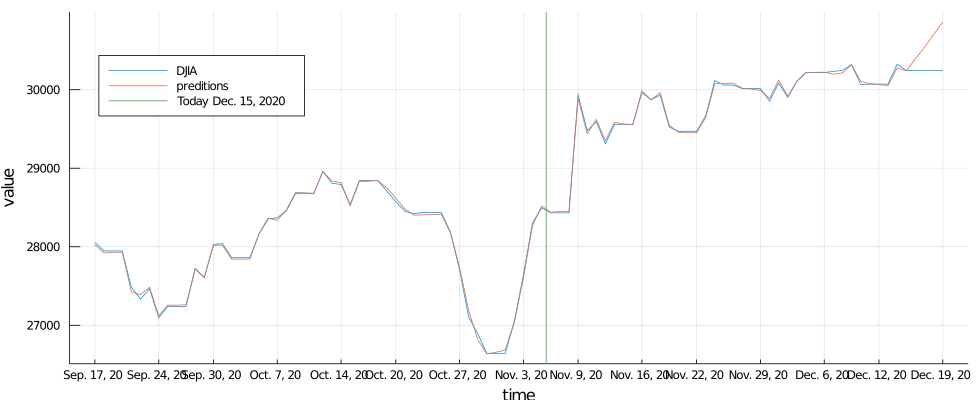 DJIA
preditions
Today Dec. 15, 2020
30000
29000
28000
27000
value
Sep. 17, 20 Sep. 24, 20 Sep. 30, 20 Oct. 7, 20 Oct. 14, 20 Oct. 20, 20 Oct. 27, 20 Nov. 3, 20 Nov. 9, 20 Nov. 16, 20 Nov. 22, 20 Nov. 29, 20 Dec. 6, 20 Dec. 12, 20 Dec. 19, 20
time